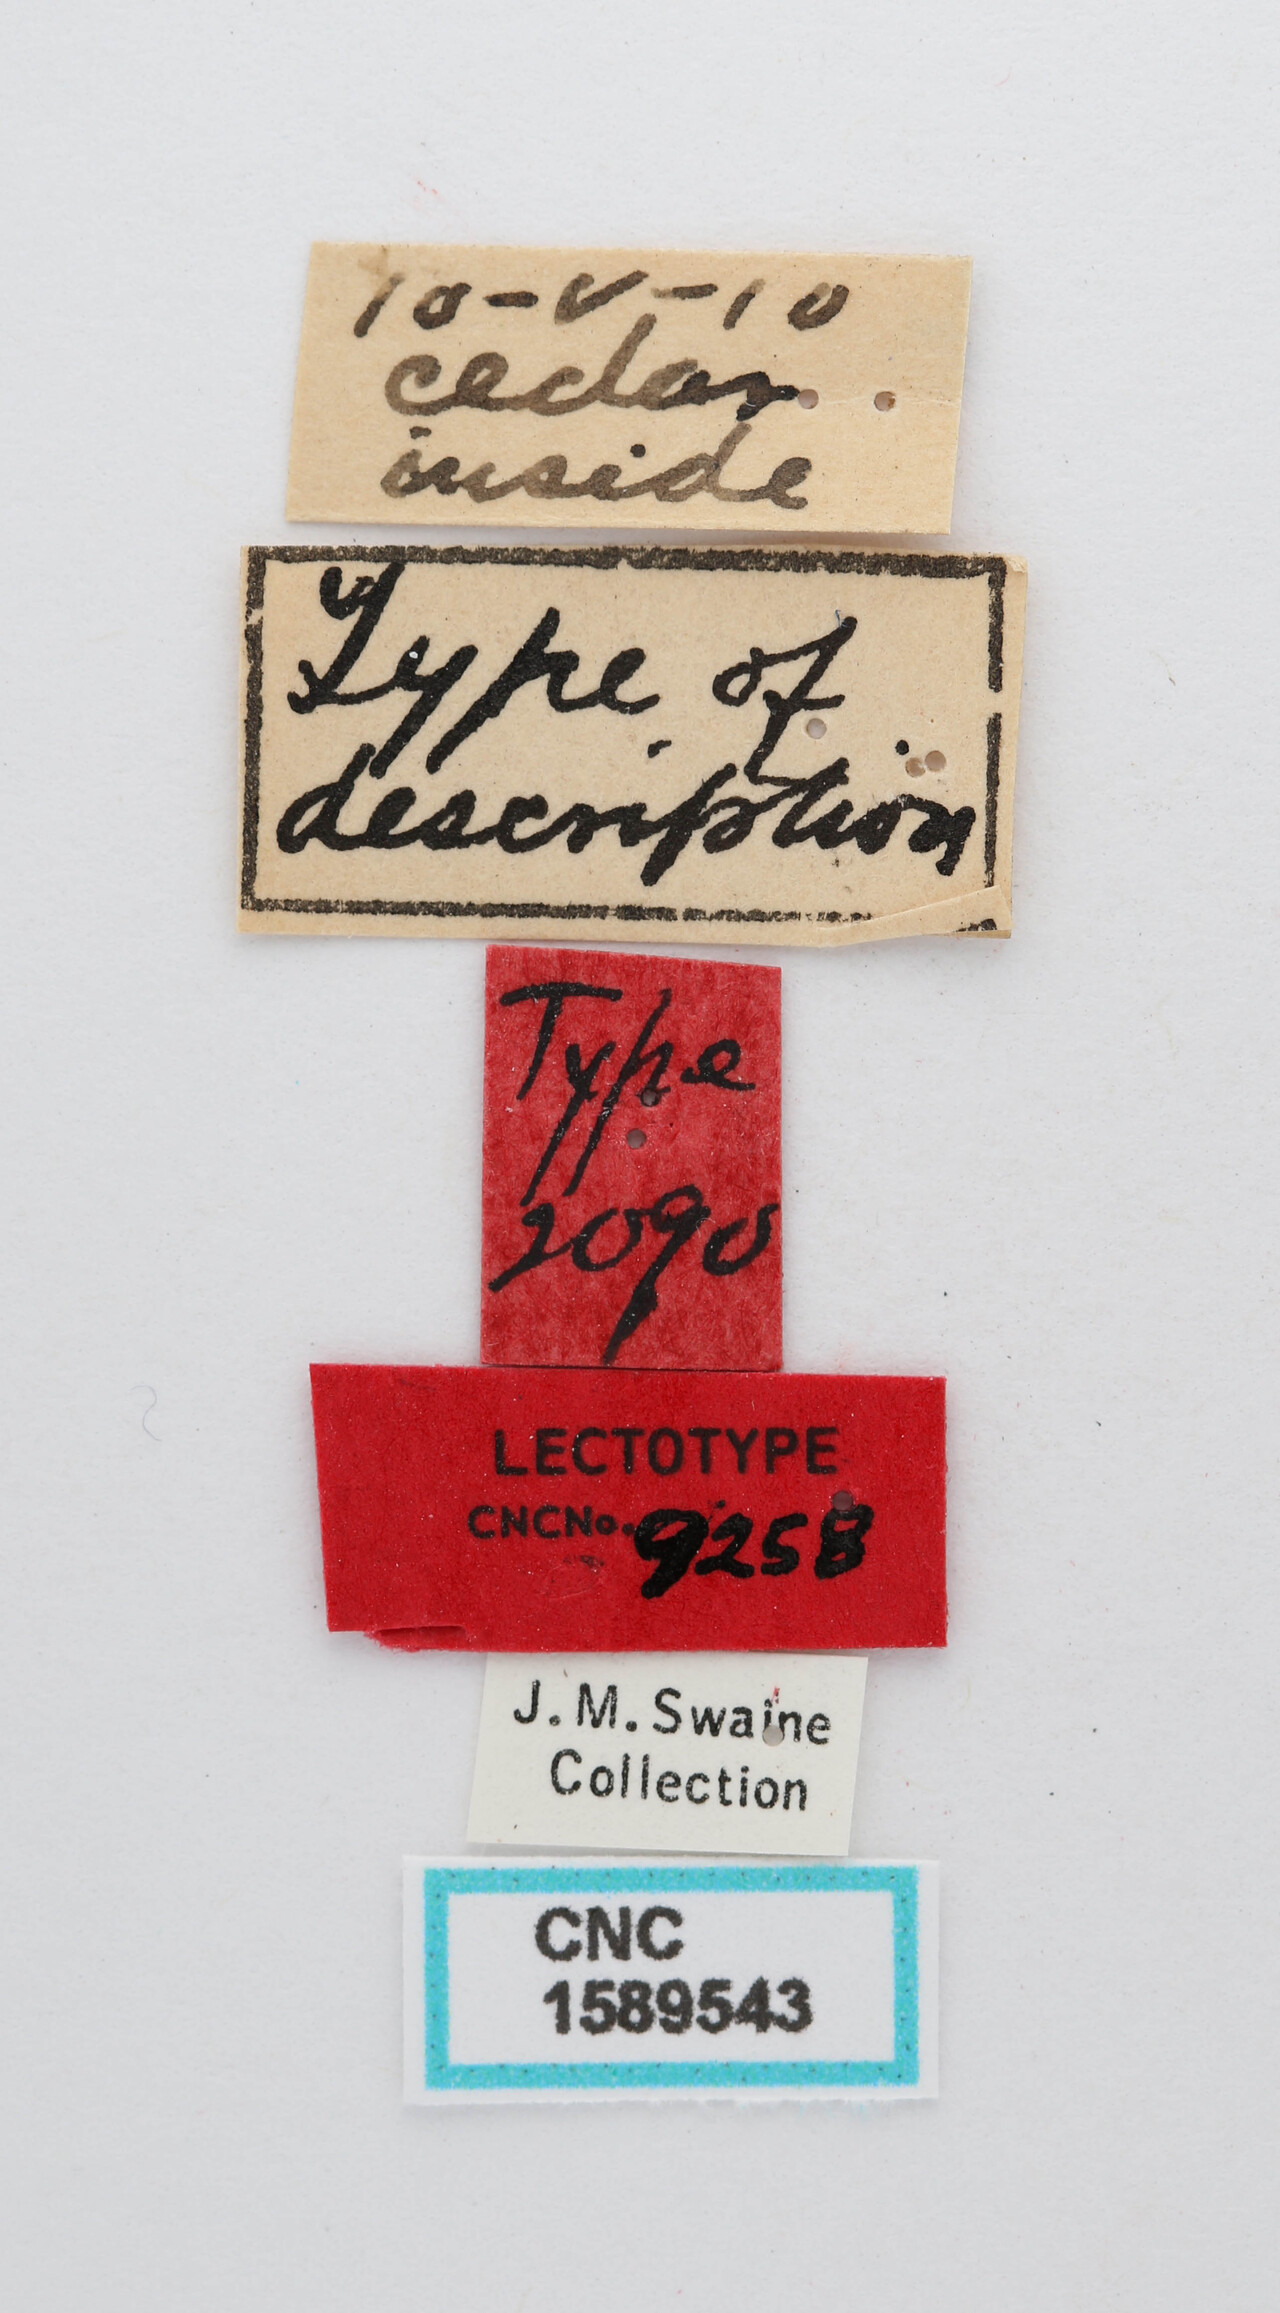 10-V-10
cedar
inside
Type of
description
Type
2090
LECTOTYPE
CNCNo. 9258
J. M. Swaine
Collection
CNC
1589543